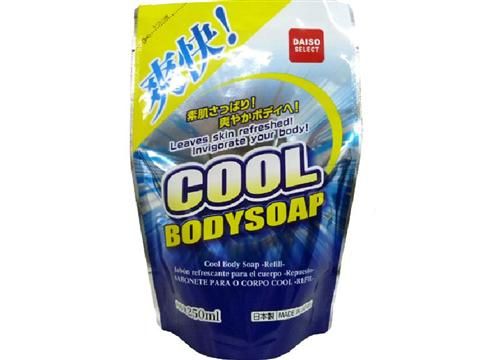 爽快!
DAISO
SELECT
素肌さっぱり!
爽やかボディへ!
Leaves skin refreshed!
Invigorate your body!
COOL
BODYSOAP
Cool Body Soap -Refill-
Jabón refrescante para el cuerpo -Repuesto-
SABONETE PARA O CORPO COOL -REFIL-
250ml
日本製 MADE IN JAPAN